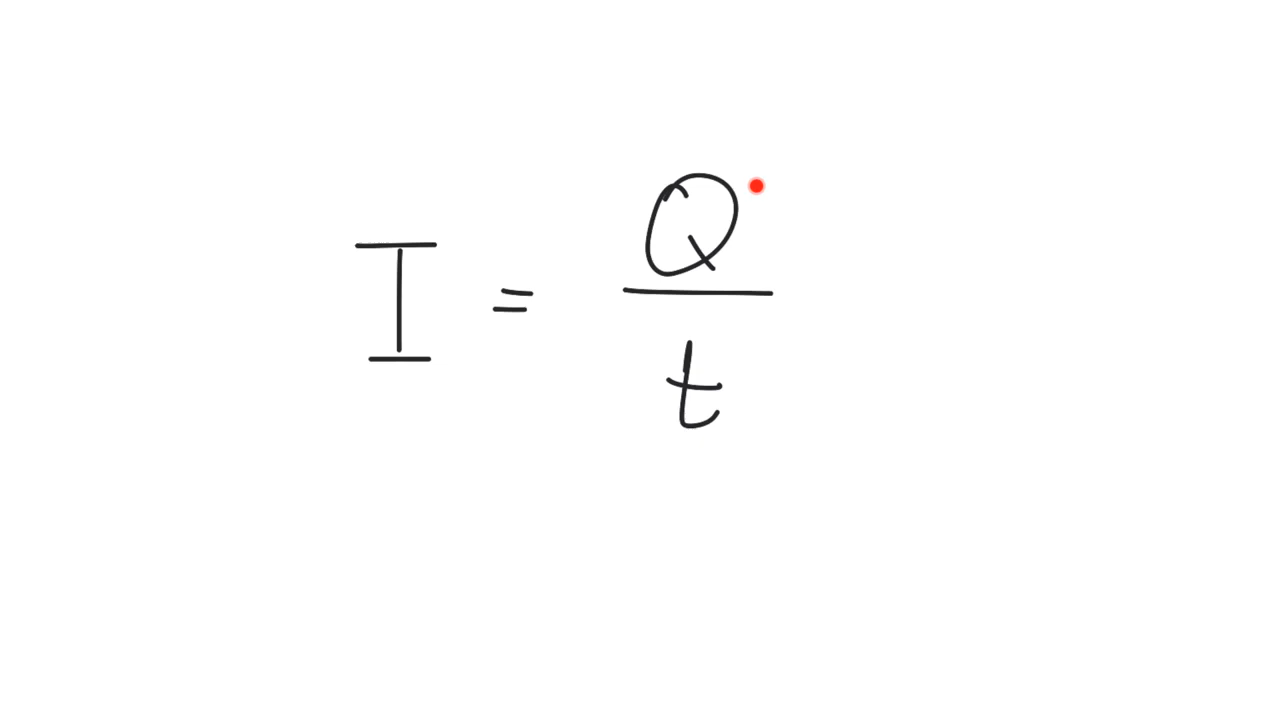 I = Q/t